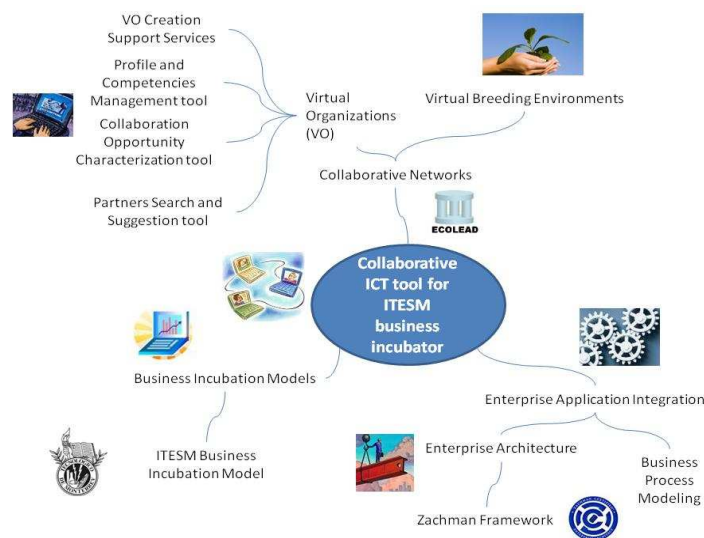 VO Creation
Support Services
Profile and
Competencies
Management tool
Collaboration
Opportunity
Characterization tool
Partners Search and
Suggestion tool
Virtual
Organizations
(VO)
Virtual Breeding Environments
Collaborative Networks
ECOLEAD
Collaborative
ICT tool for
ITESM
business
incubator
Business Incubation Models
ITESM Business
Incubation Model
Enterprise Application Integration
Enterprise Architecture
Business
Process
Modeling
Zachman Framework